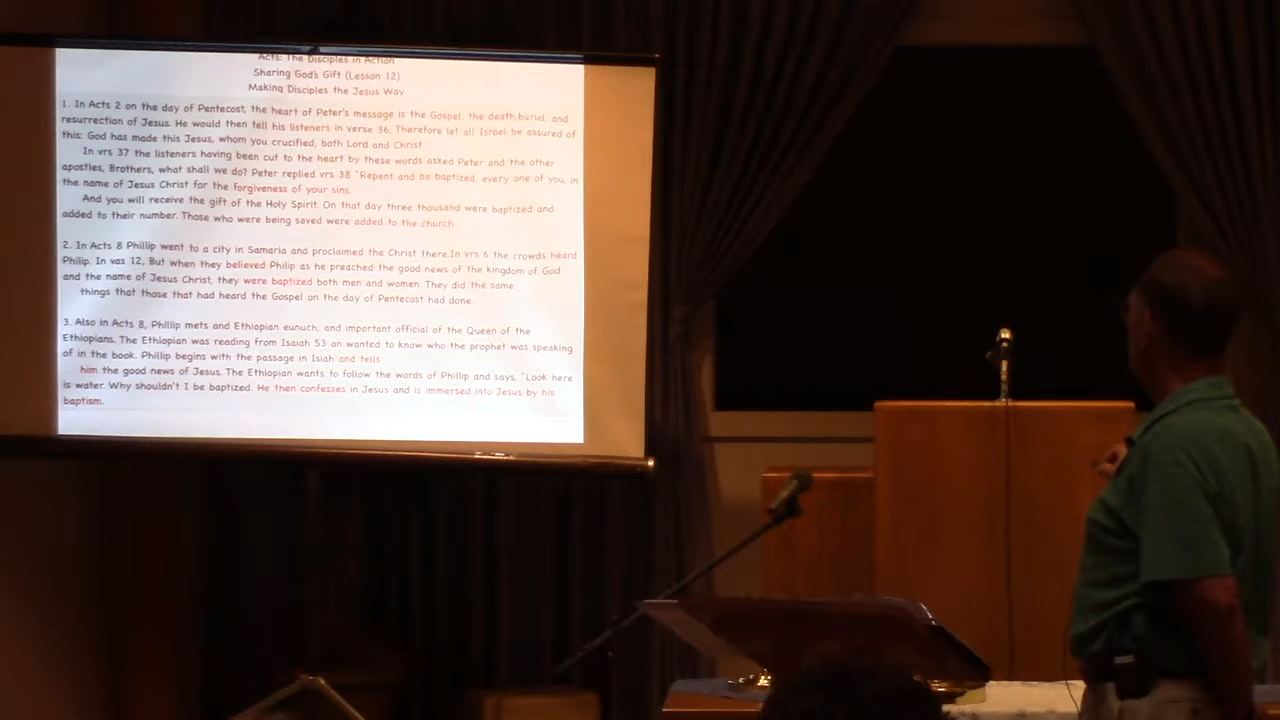 Acts: The Disciples in Action
Sharing God's Gift (Lesson 12)
Making Disciples the Jesus Way
1. In Acts 2 on the day of Pentecost, the heart of Peter's message is the Gospel, the death,burial, and
resurrection of Jesus. He would then tell his listeners in verse 36, Therefore let all Israel be assured of
this: God has made this Jesus, whom you crucified, both Lord and Christ
In vrs 37 the listeners having been cut to the heart by these words asked Peter and the other
apostles, Brothers, what shall we do? Peter replied vrs 38 "Repent and be baptized, every one of you, in
the name of Jesus Christ for the forgiveness of your sins.
And you will receive the gift of the Holy Spirit. On that day three thousand were baptized and
added to their number. Those who were being saved were added to the church.
2. In Acts 8 Phillip went to a city in Samaria and proclaimed the Christ there.In vrs 6 the crowds heard
Philip. In vas 12, But when they believed Philip as he preached the good news of the kingdom of God
and the name of Jesus Christ, they were baptized both men and women. They did the same
things that those that had heard the Gospel on the day of Pentecost had done.
3. Also in Acts 8, Phillip mets and Ethiopian eunuch, and important official of the Queen of the
Ethiopians. The Ethiopian was reading from Isaiah 53 an wanted to know who the prophet was speaking
of in the book. Phillip begins with the passage in Isiah and tells
him the good news of Jesus. The Ethiopian wants to follow the words of Phillip and says, "Look here
is water. Why shouldn't I be baptized. He then confesses in Jesus and is immersed into Jesus by his
baptism.